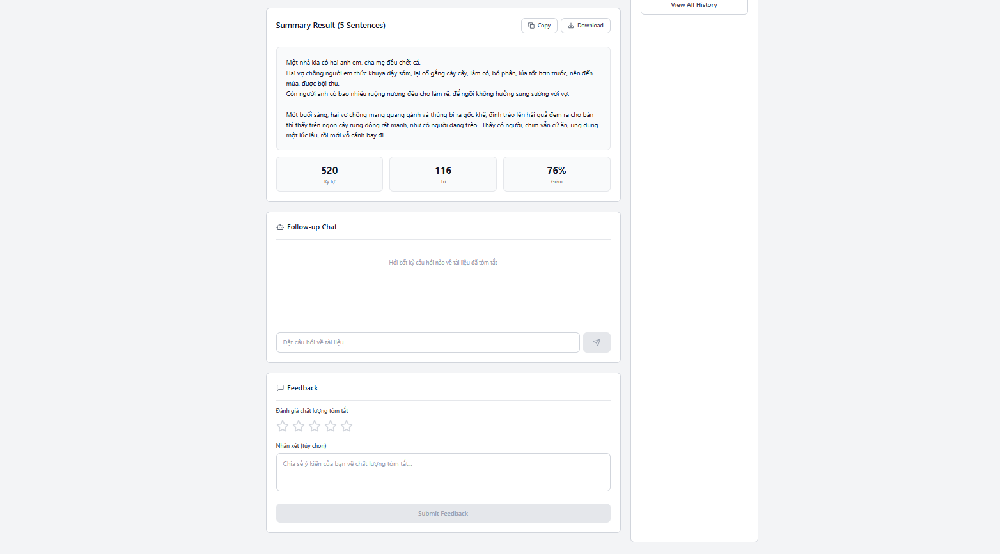 View All History
Summary Result (5 Sentences)
Copy
Download
Một nhà kia có hai anh em, cha mẹ đều chết cả.
Hai vợ chồng người em thức khuya dậy sớm, lại cố gắng cày cấy, làm cỏ, bỏ phân, lúa tốt hơn trước, nên đến
mùa, được bội thu.
Còn người anh có bao nhiêu ruộng nương đều cho làm rẽ, để ngồi không hưởng sung sướng với vợ.
Một buổi sáng, hai vợ chồng mang quang gánh và thúng bị ra gốc khế, định trèo lên hái quả đem ra chợ bán
thì thấy trên ngọn cây rung động rất mạnh, như có người đang trèo.  Thấy có người, chim vẫn cứ ăn, ung dung
một lúc lâu, rồi mới vỗ cánh bay đi.
520
Ký tự
116
Từ
76%
Giảm
Follow-up Chat
Hỏi bất kỳ câu hỏi nào về tài liệu đã tóm tắt
Đặt câu hỏi về tài liệu...
Feedback
Đánh giá chất lượng tóm tắt
Nhận xét (tùy chọn)
Chia sẻ ý kiến của bạn về chất lượng tóm tắt...
Submit Feedback